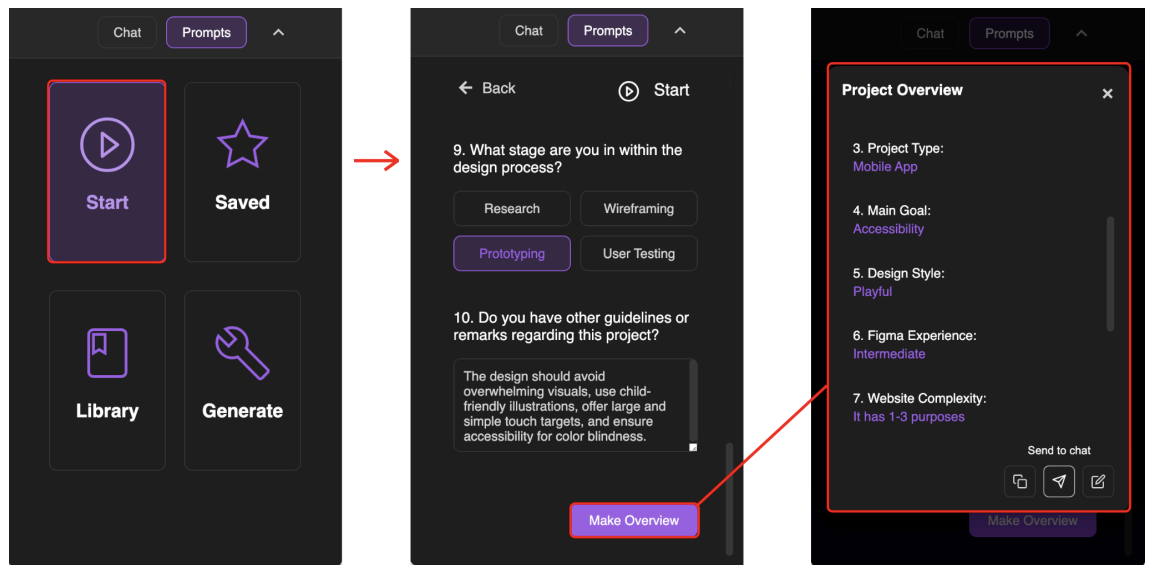 Chat
Prompts
Start
Saved
Library
Generate
Chat
Prompts
Back
Start
9. What stage are you in within the
design process?
Research
Wireframing
Prototyping
User Testing
10. Do you have other guidelines or
remarks regarding this project?
The design should avoid
overwhelming visuals, use child-
friendly illustrations, offer large and
simple touch targets, and ensure
accessibility for color blindness.
Make Overview
Chat
Prompts
Project Overview
3. Project Type:
Mobile App
4. Main Goal:
Accessibility
5. Design Style:
Playful
6. Figma Experience:
Intermediate
7. Website Complexity:
It has 1-3 purposes
Send to chat
Make Overview